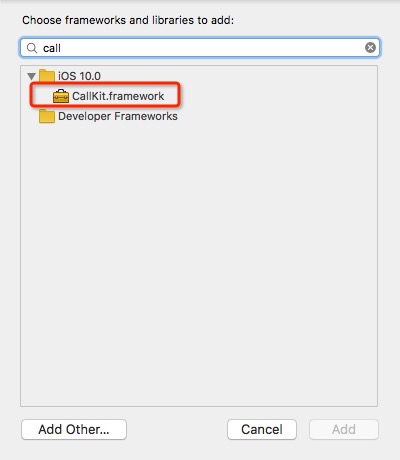 Choose frameworks and libraries to add:
call
iOS 10.0
CallKit.framework
Developer Frameworks
Add Other...
Cancel
Add